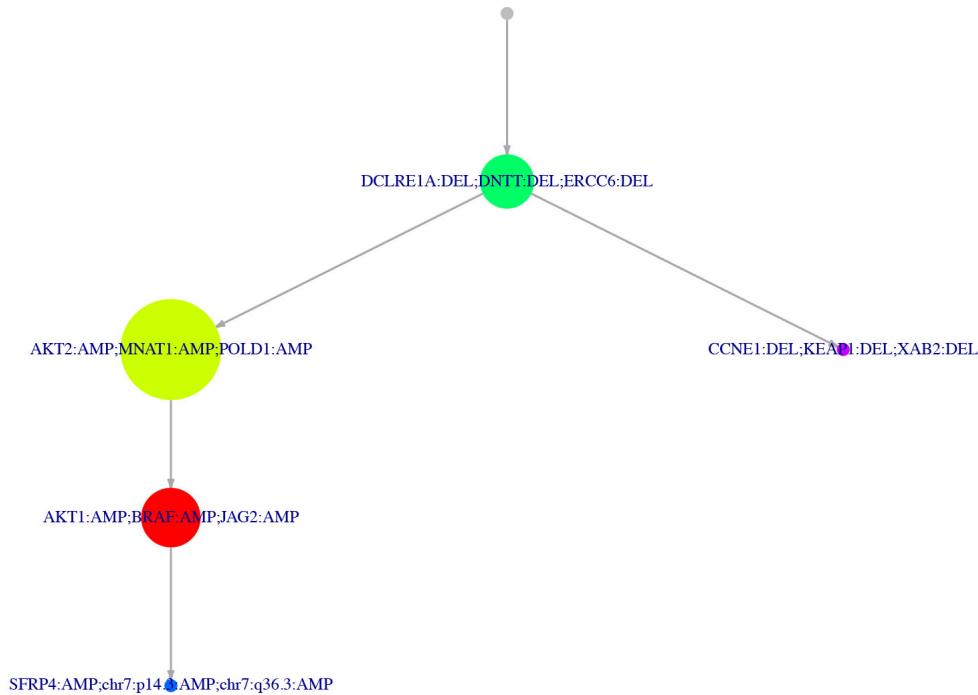 DCLRE1A:DEL;DNTT:DEL;ERCC6:DEL
AKT2:AMP;MNAT1:AMP;POLD1:AMP
CCNE1:DEL;KEAP1:DEL;XAB2:DEL
AKT1:AMP;BRAF:AMP;JAG2:AMP
SFRP4:AMP;chr7:p14.3:AMP;chr7:q36.3:AMP